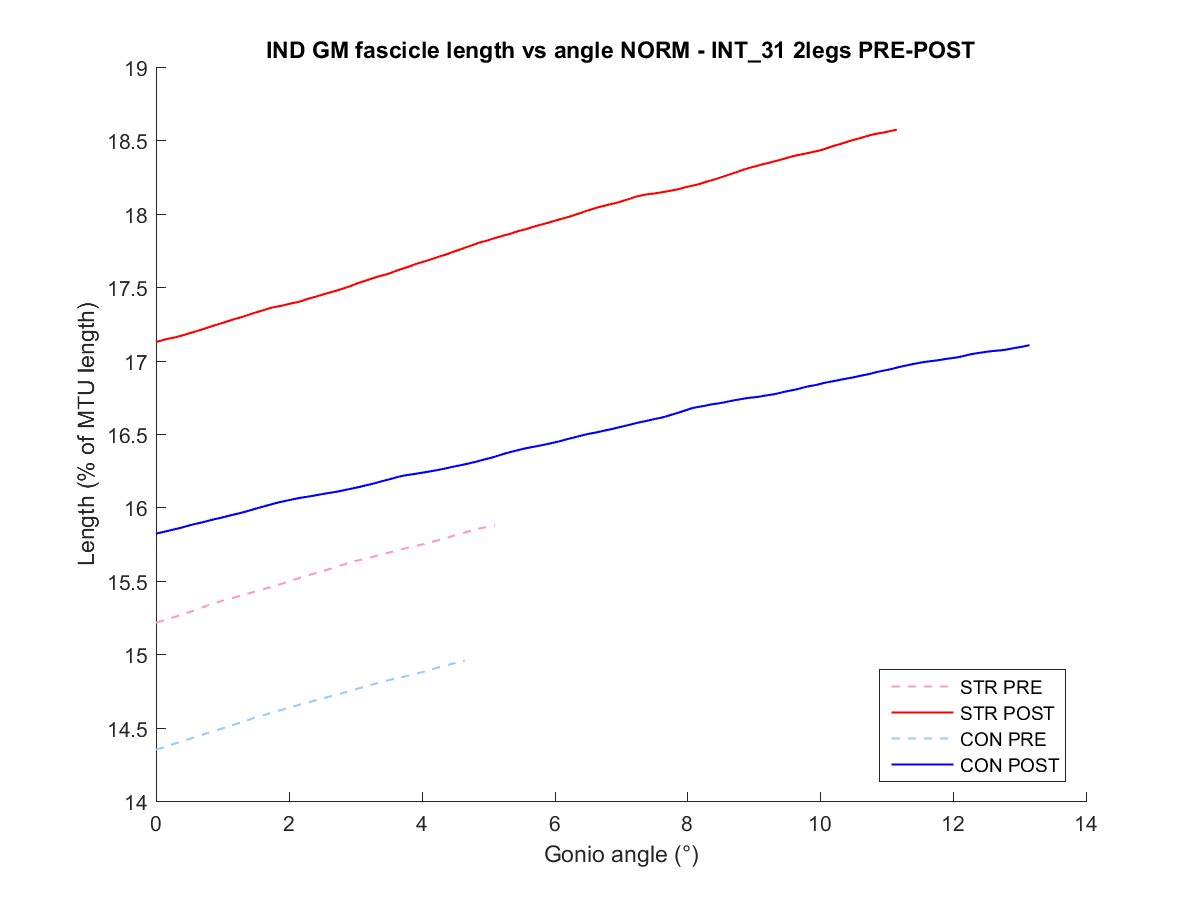 IND GM fascicle length vs angle NORM - INT_31 2legs PRE-POST
19
18.5
18
17.5
17
16.5
16
15.5
15
14.5
14
Length (% of MTU length)
0 2 4 6 8 10 12 14
Gonio angle (°)
STR PRE
STR POST
CON PRE
CON POST